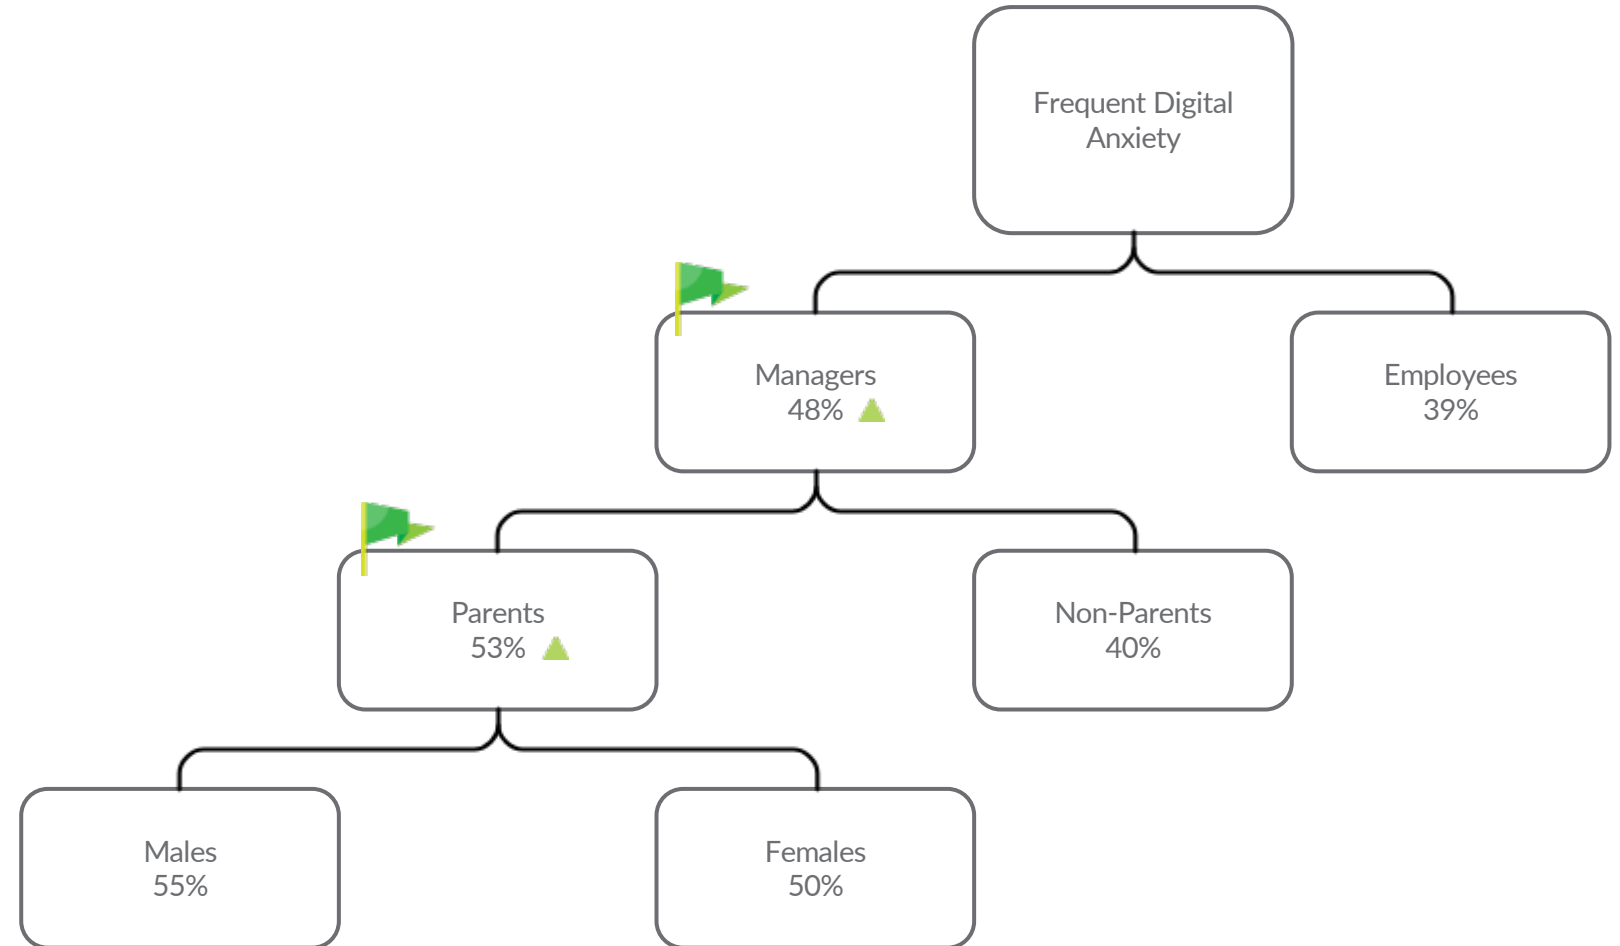 Frequent Digital
Anxiety
Managers
48%
Employees
39%
Parents
53%
Non-Parents
40%
Males
55%
Females
50%